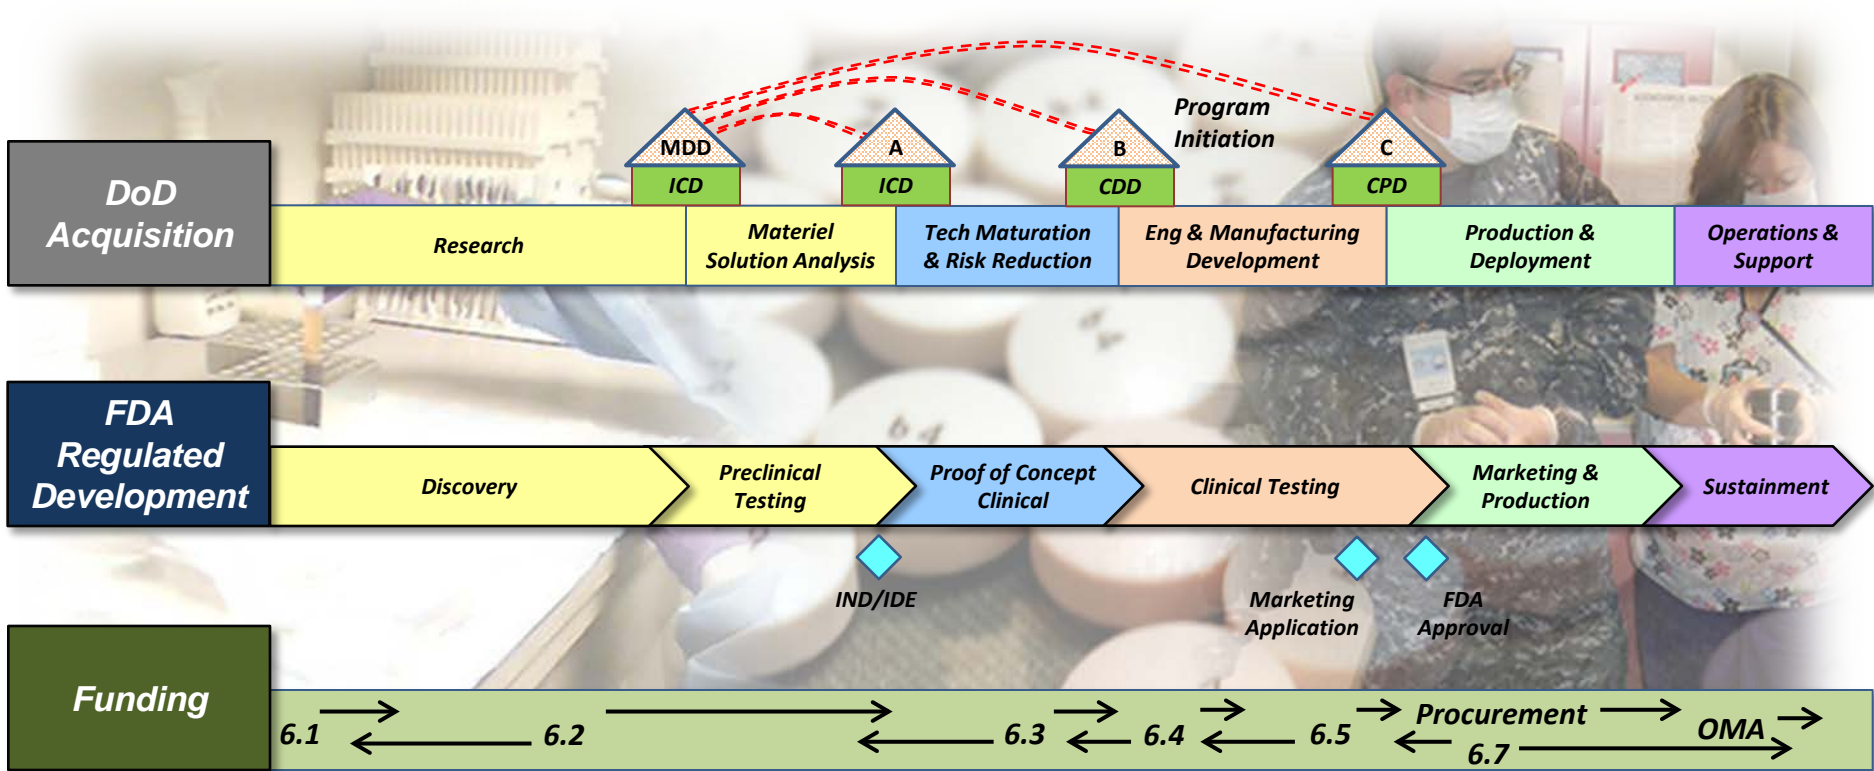 Program
Initiation
MDD
A
B
C
ICD
ICD
CDD
CPD
DoD
Acquisition
Research
Materiel
Solution Analysis
Tech Maturation
& Risk Reduction
Eng & Manufacturing
Development
Production &
Deployment
Operations &
Support
FDA
Regulated
Development
Discovery
Preclinical
Testing
Proof of Concept
Clinical
Clinical Testing
Marketing &
Production
Sustainment
IND/IDE
Marketing
Application
FDA
Approval
Funding
6.1
6.2
6.3
6.4
6.5
Procurement
6.7
OMA
64